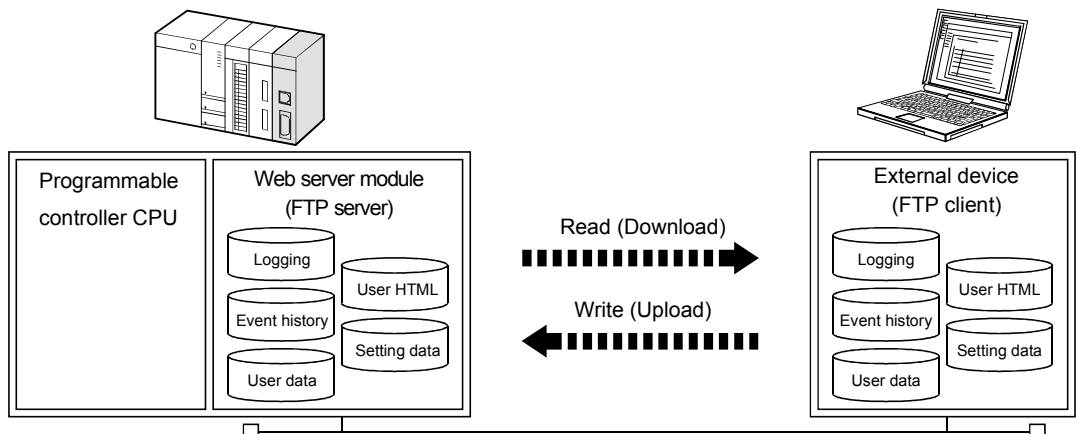 Programmable
controller CPU
Web server module
(FTP server)
Logging
User HTML
Event history
Setting data
User data
Read (Download)
Write (Upload)
External device
(FTP client)
Logging
User HTML
Event history
Setting data
User data